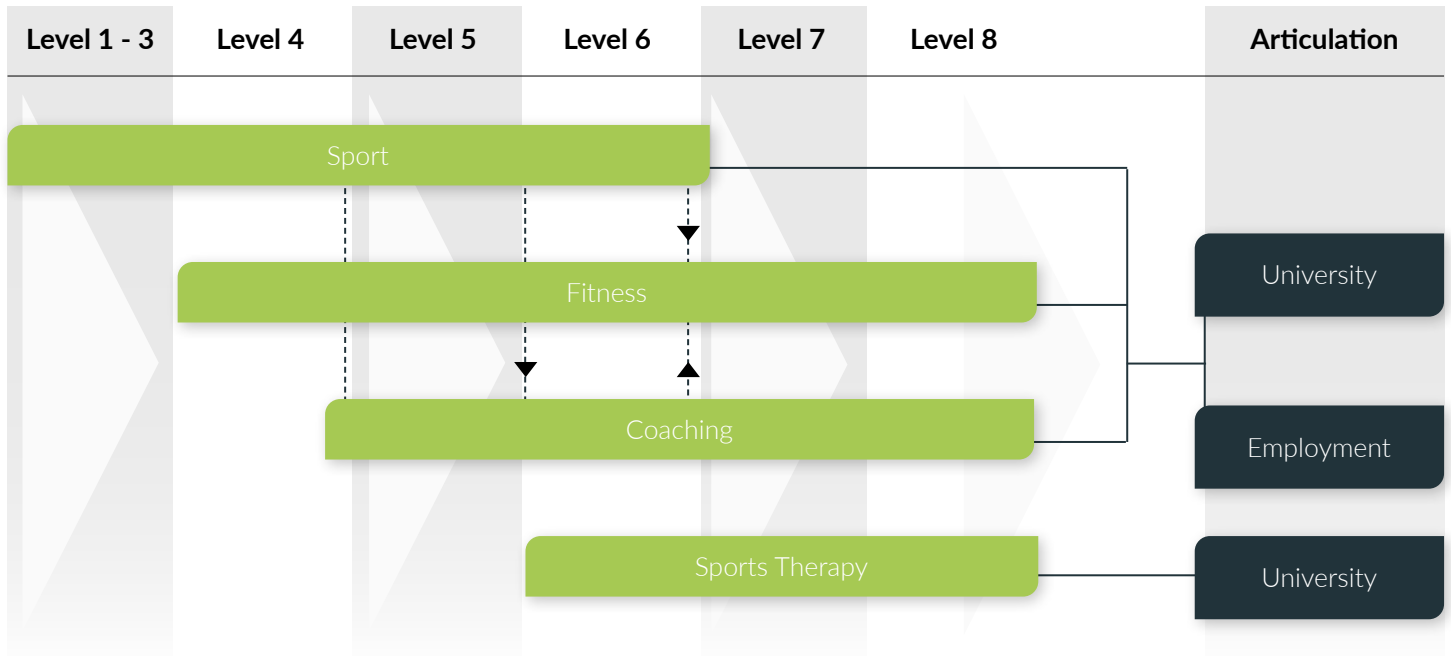 Level 1 - 3 Level 4 Level 5 Level 6 Level 7 Level 8 Articulation
Sport
Fitness
University
Coaching
Employment
Sports Therapy
University